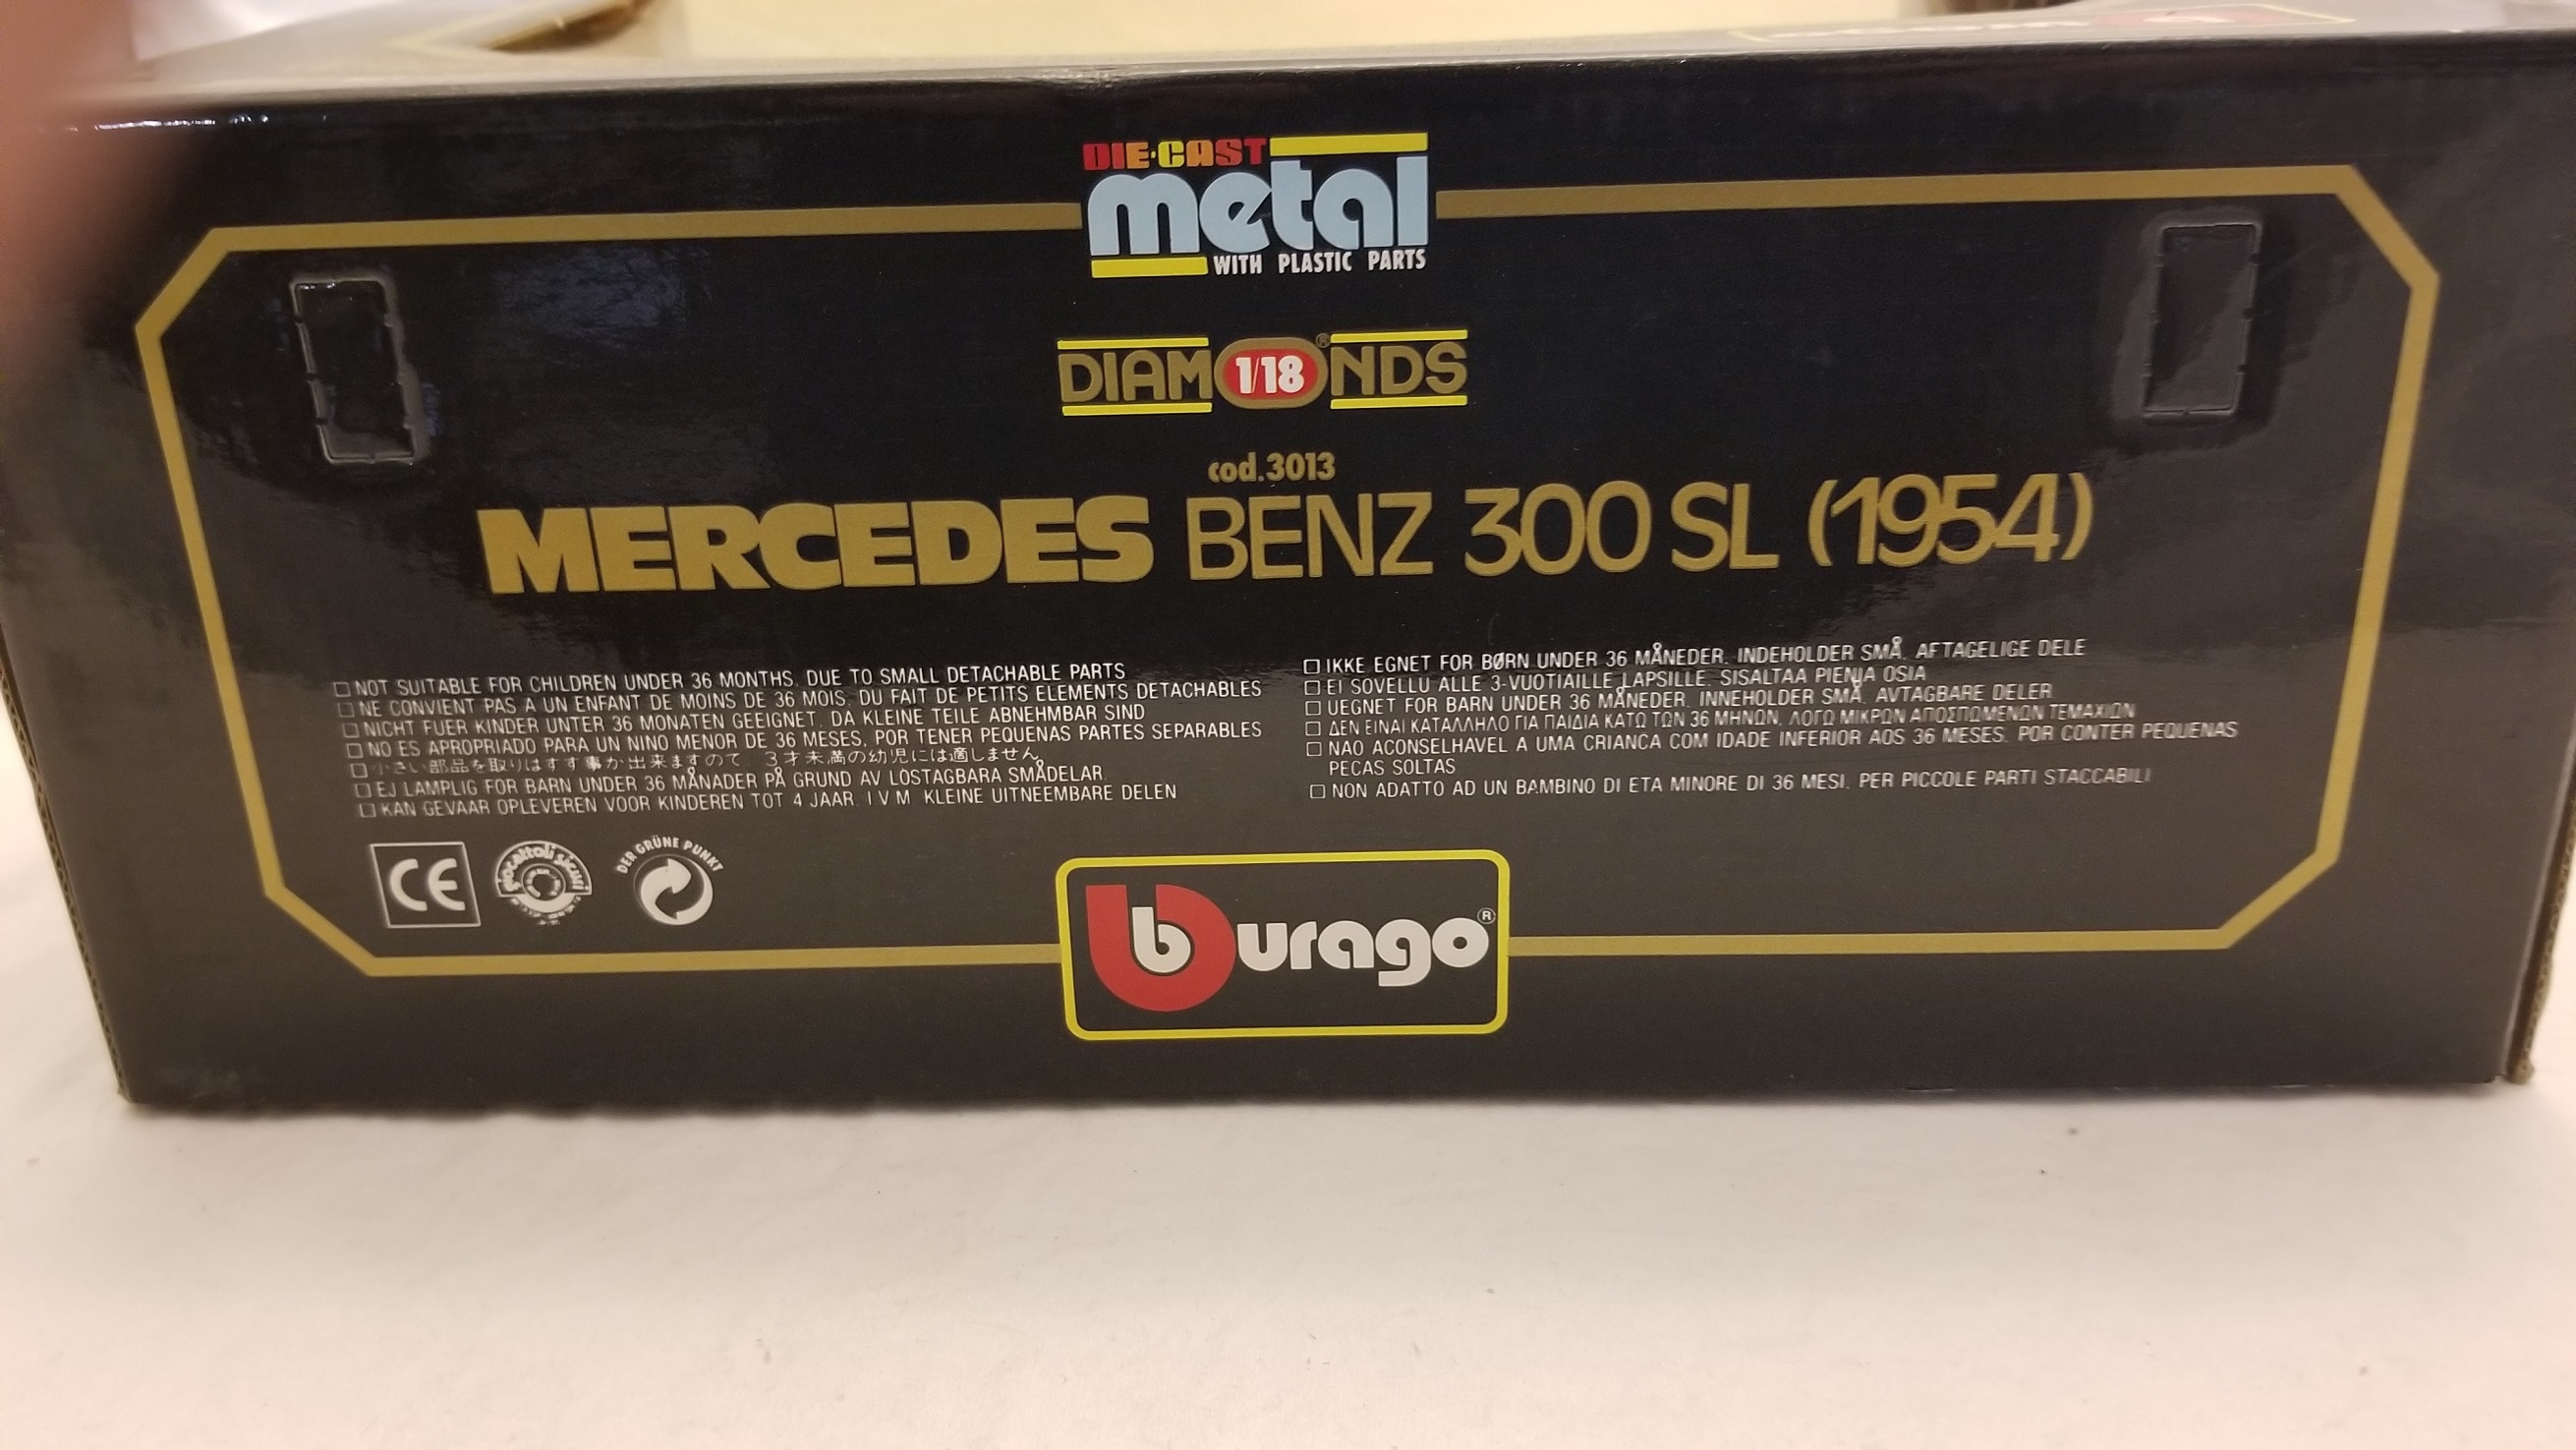 DIE·CAST
metal
WITH PLASTIC PARTS
DIAM 1/18 NDS ®
cod.3013
MERCEDES BENZ 300 SL (1954)
□ NOT SUITABLE FOR CHILDREN UNDER 36 MONTHS. DUE TO SMALL DETACHABLE PARTS
□ NE CONVIENT PAS A UN ENFANT DE MOINS DE 36 MOIS. DU FAIT DE PETITS ELEMENTS DETACHABLES
□ NICHT FUER KINDER UNTER 36 MONATEN GEEIGNET. DA KLEINE TEILE ABNEHMBAR SIND
□ NO ES APROPRIADO PARA UN NINO MENOR DE 36 MESES, POR TENER PEQUENAS PARTES SEPARABLES
□ 小さい部品を取りはすす事か出来ますのて 3才未満の幼児には適しません。
□ EJ LAMPLIG FOR BARN UNDER 36 MÅNADER PÅ GRUND AV LOSTAGBARA SMÅDELAR
□ KAN GEVAAR OPLEVEREN VOOR KINDEREN TOT 4 JAAR. I V M KLEINE UITNEEMBARE DELEN
□ IKKE EGNET FOR BØRN UNDER 36 MÅNEDER. INDEHOLDER SMÅ. AFTAGELIGE DELE
□ EI SOVELLU ALLE 3-VUOTIAILLE LAPSILLE. SISALTAA PIENIA OSIA
□ UEGNET FOR BARN UNDER 36 MÅNEDER. INNEHOLDER SMÅ. AVTAGBARE DELER
□ ΔΕΝ ΕΙΝΑΙ ΚΑΤΑΛΛΗΛΟ ΓΙΑ ΠΑΙΔΙΑ ΚΑΤΩ ΤΩΝ 36 ΜΗΝΩΝ. ΛΟΓΩ ΜΙΚΡΩΝ ΑΠΟΣΠΩΜΕΝΩΝ ΤΕΜΑΧΙΩΝ
□ NAO ACONSELHAVEL A UMA CRIANCA COM IDADE INFERIOR AOS 36 MESES. POR CONTER PEQUENAS
PECAS SOLTAS
□ NON ADATTO AD UN BAMBINO DI ETA MINORE DI 36 MESI. PER PICCOLE PARTI STACCABILI
CE
giocattoli sicuri
DER GRÜNE PUNKT
burago®